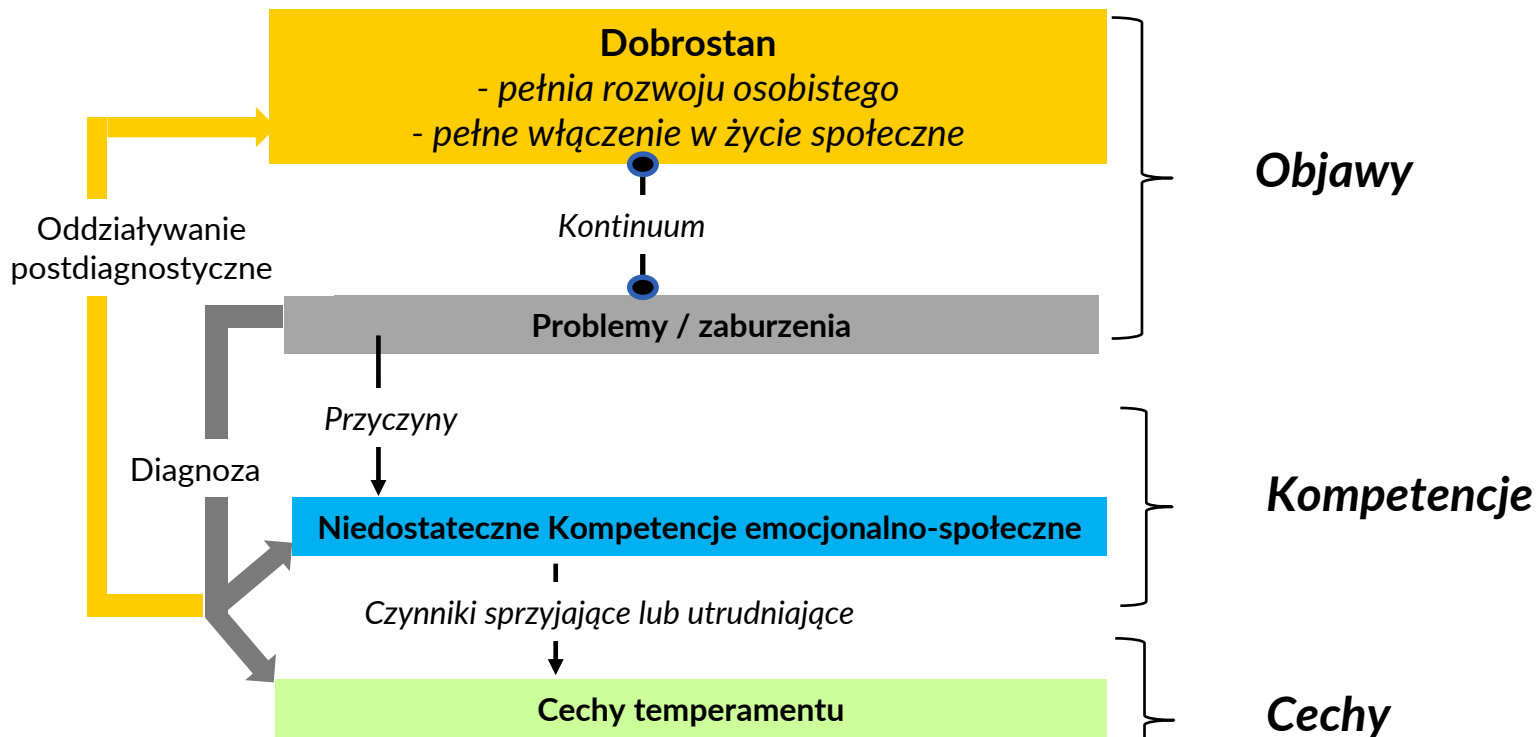 Dobrostan
- pełnia rozwoju osobistego
- pełne włączenie w życie społeczne
Objawy
Oddziaływanie
postdiagnostyczne
Kontinuum
Problemy / zaburzenia
Przyczyny
Diagnoza
Kompetencje
Niedostateczne Kompetencje emocjonalno-społeczne
Czynniki sprzyjające lub utrudniające
Cechy temperamentu
Cechy